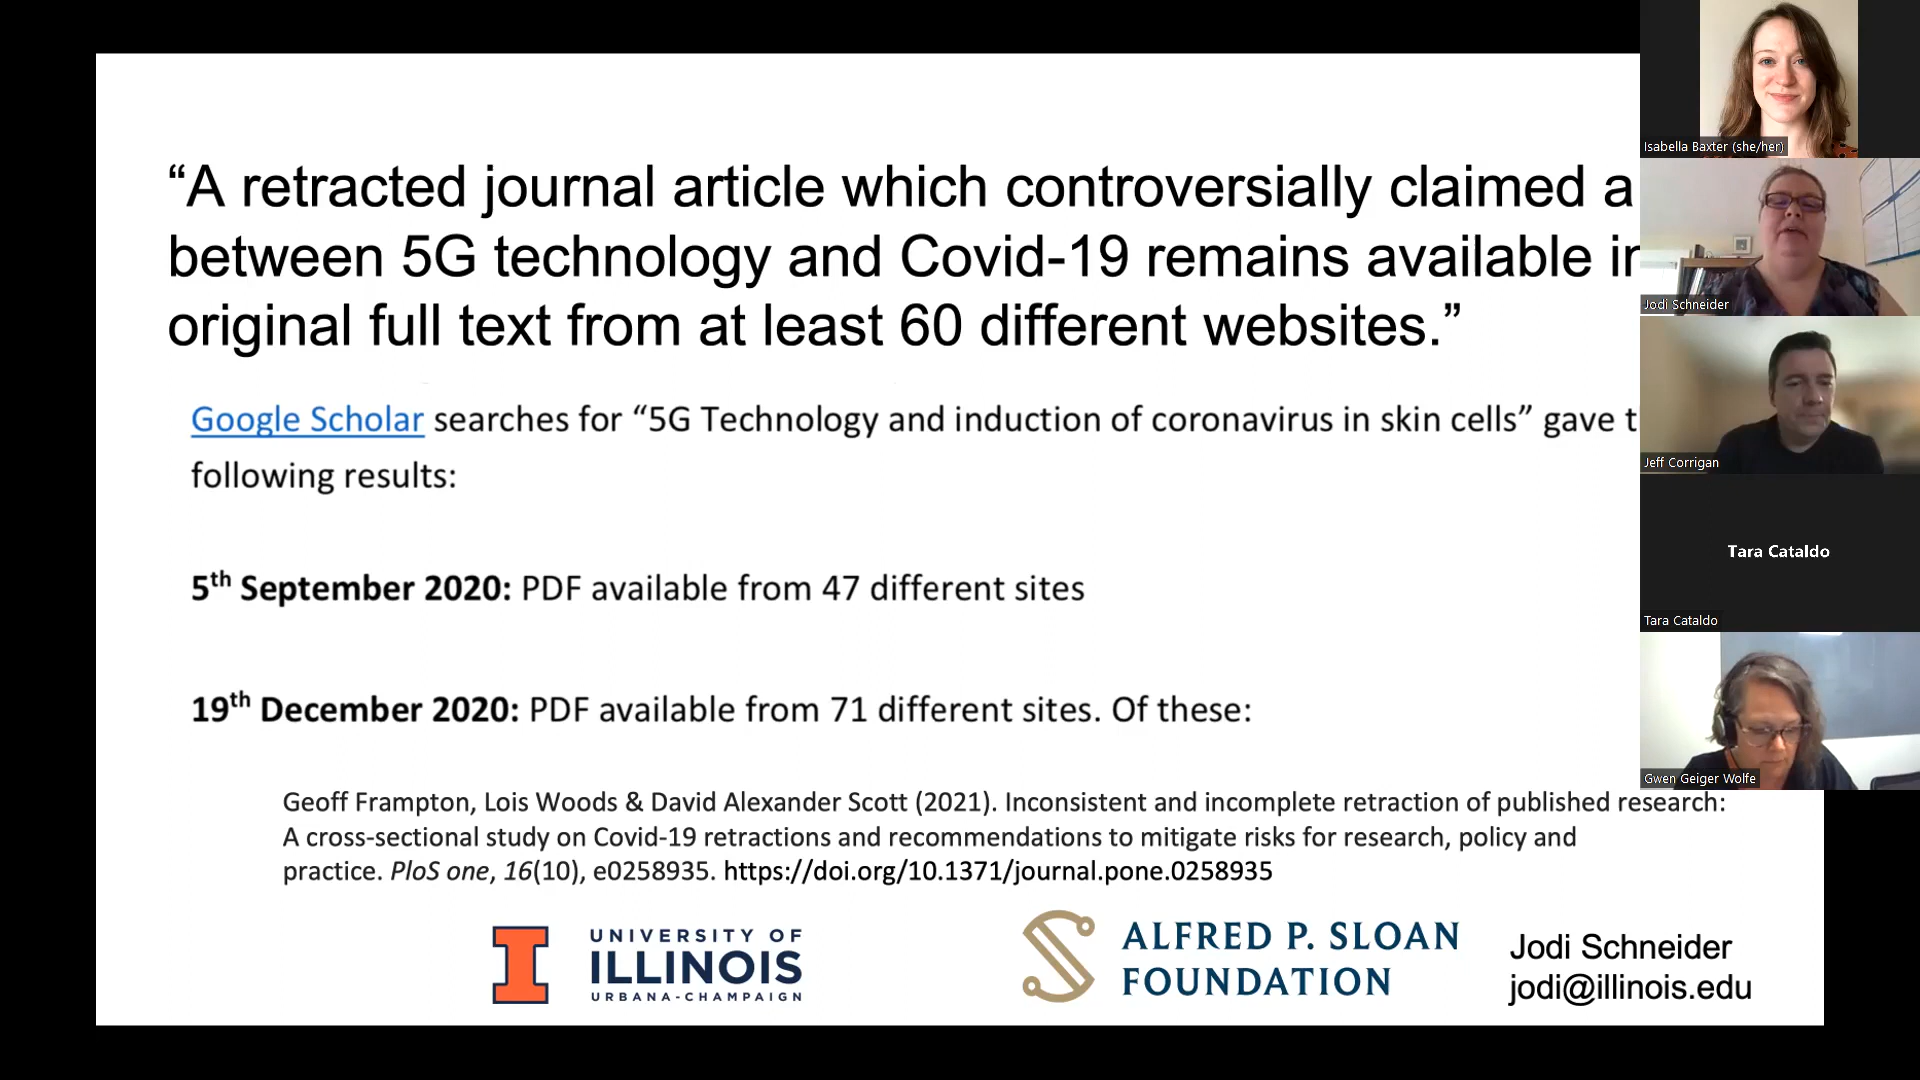 “A retracted journal article which controversially claimed a
between 5G technology and Covid-19 remains available in
original full text from at least 60 different websites.”
Google Scholar searches for “5G Technology and induction of coronavirus in skin cells” gave
following results:
5th September 2020: PDF available from 47 different sites
19th December 2020: PDF available from 71 different sites. Of these:
Geoff Frampton, Lois Woods & David Alexander Scott (2021). Inconsistent and incomplete retraction of published research:
A cross-sectional study on Covid-19 retractions and recommendations to mitigate risks for research, policy and
practice. PloS one, 16(10), e0258935. https://doi.org/10.1371/journal.pone.0258935
UNIVERSITY OF
ILLINOIS
URBANA-CHAMPAIGN
ALFRED P. SLOAN
FOUNDATION
Jodi Schneider
jodi@illinois.edu
Isabella Baxter (she/her)
Jodi Schneider
Jeff Corrigan
Tara Cataldo
Tara Cataldo
Gwen Geiger Wolfe